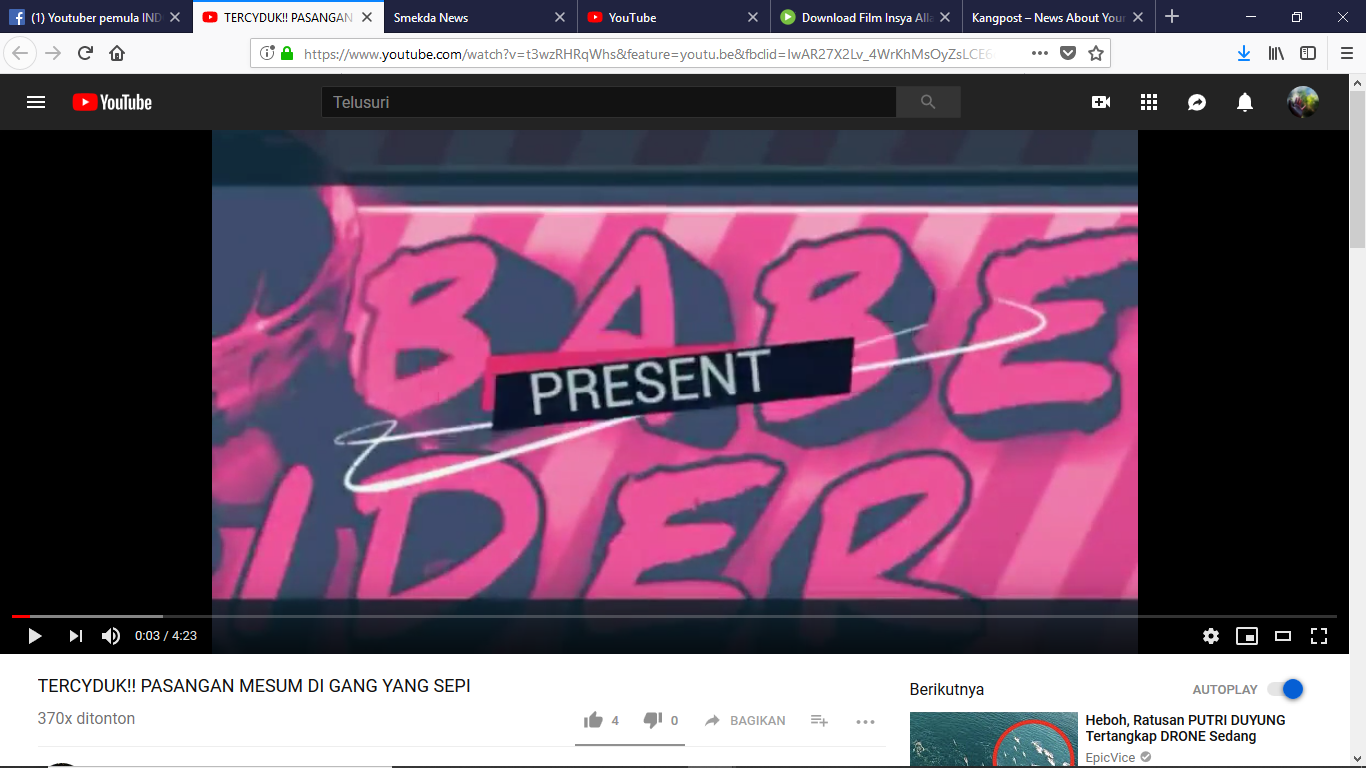 (1) Youtuber pemula IND
TERCYDUK!! PASANGAN
Smekda News
YouTube
Download Film Insya Alla
Kangpost – News About Your
https://www.youtube.com/watch?v=t3wzRHRqWhs&feature=youtu.be&fbclid=IwAR27X2Lv_4WrKhMsOyZsLCE6
YouTube
Telusuri
BABE
PRESENT
IDER
0:03 / 4:23
TERCYDUK!! PASANGAN MESUM DI GANG YANG SEPI
370x ditonton
4
0
BAGIKAN
Berikutnya
AUTOPLAY
Heboh, Ratusan PUTRI DUYUNG
Tertangkap DRONE Sedang
EpicVice